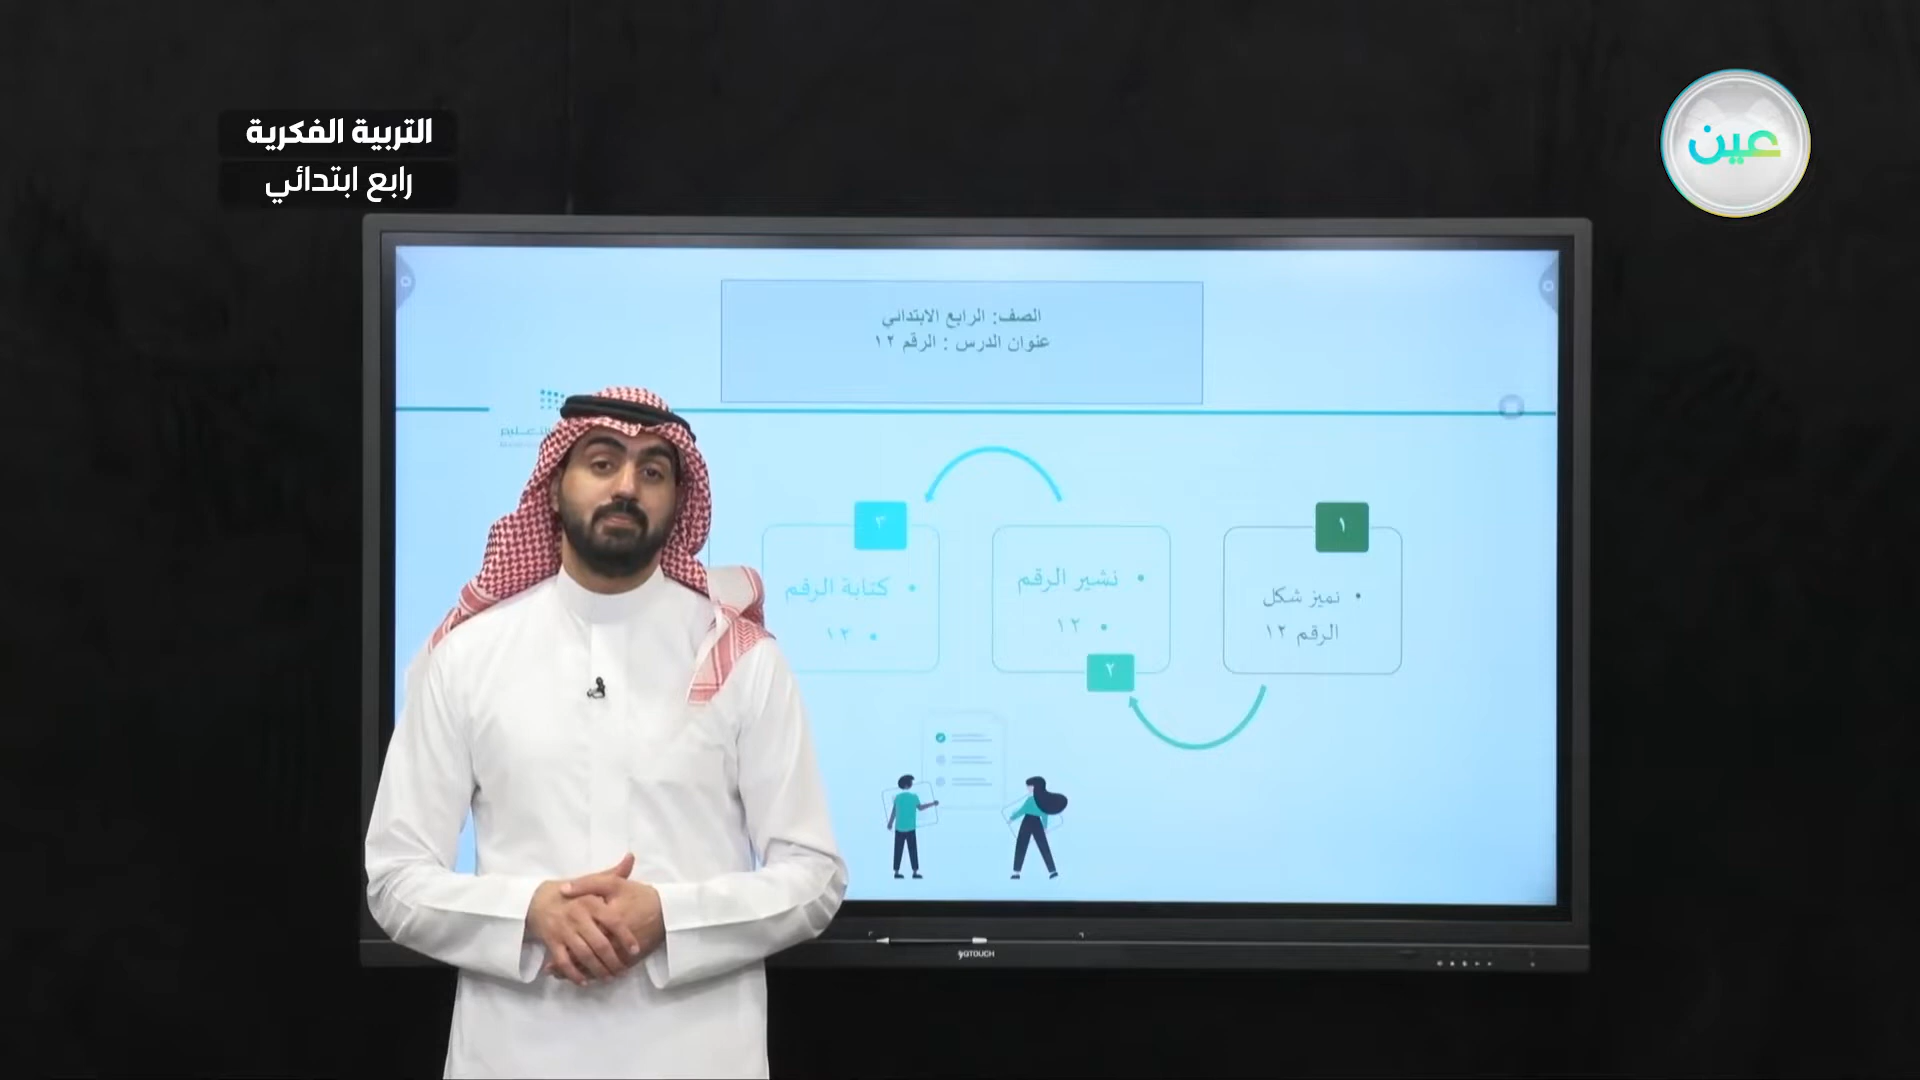 التربية الفكرية
رابع ابتدائي
عين
الصف: الرابع الابتدائي
عنوان الدرس : الرقم ١٢
١
• نميز شكل
الرقم ١٢
• نشير الرقم
• ١٢
٢
٣
• كتابة الرقم
• ١٢
QTOUCH